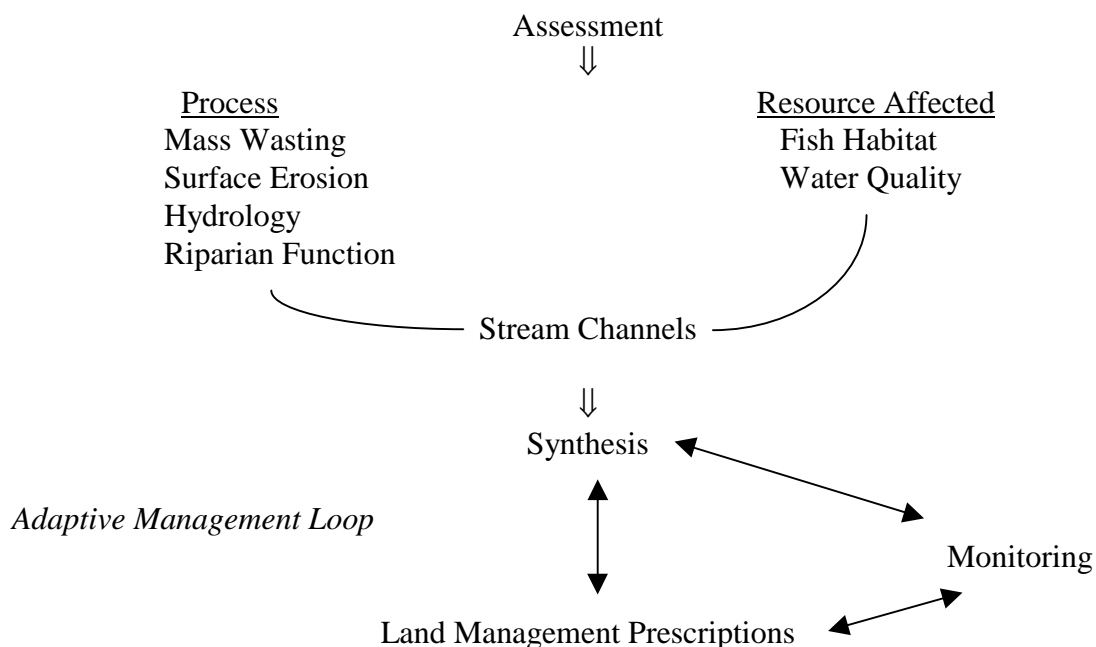 Assessment
⇓
Process
Mass Wasting
Surface Erosion
Hydrology
Riparian Function
Resource Affected
Fish Habitat
Water Quality
Stream Channels
⇓
Synthesis
Adaptive Management Loop
Monitoring
Land Management Prescriptions